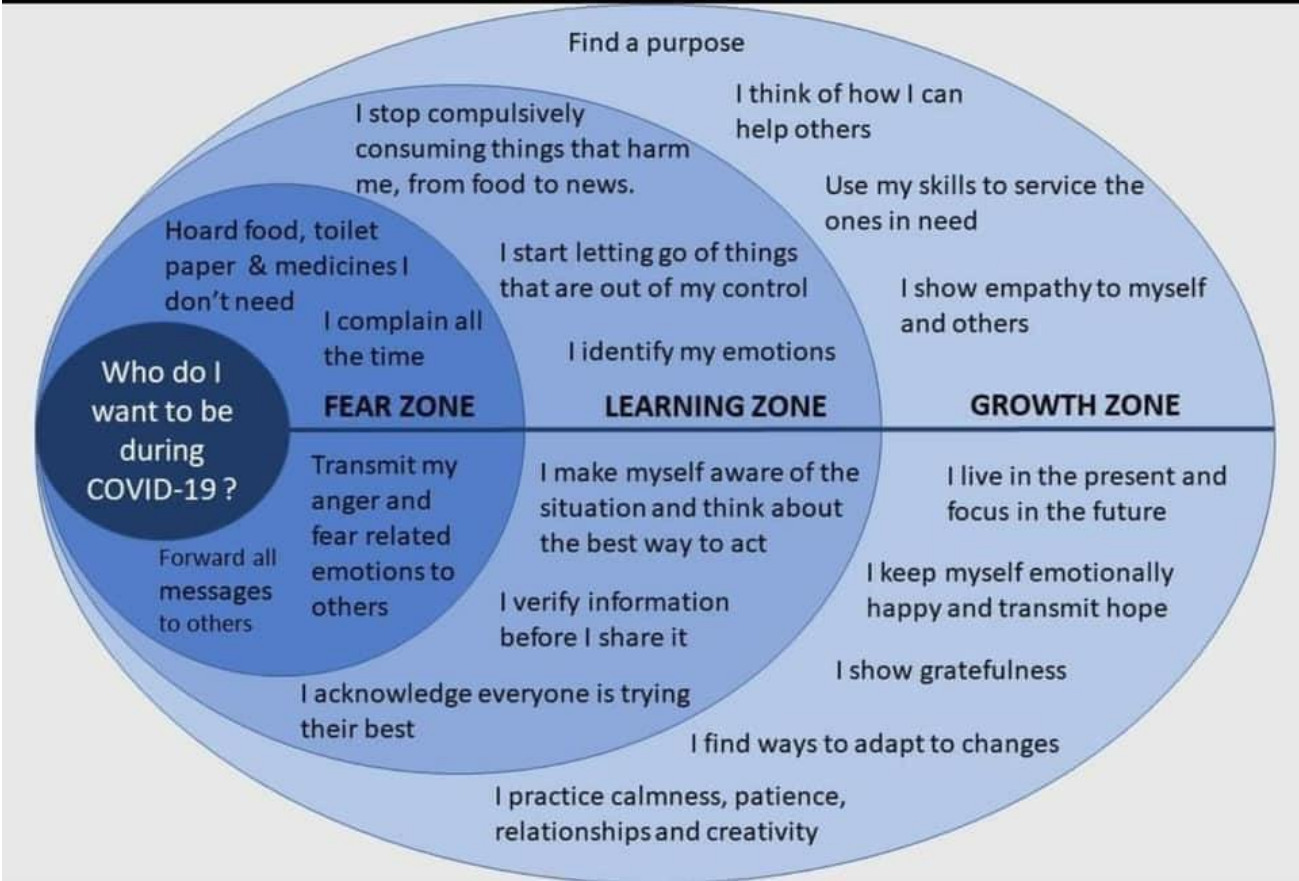 Find a purpose
I think of how I can
help others
Use my skills to service the
ones in need
I show empathy to myself
and others
GROWTH ZONE
I live in the present and
focus in the future
I keep myself emotionally
happy and transmit hope
I show gratefulness
I find ways to adapt to changes
I practice calmness, patience,
relationships and creativity
I stop compulsively
consuming things that harm
me, from food to news.
I start letting go of things
that are out of my control
I identify my emotions
LEARNING ZONE
I make myself aware of the
situation and think about
the best way to act
I verify information
before I share it
I acknowledge everyone is trying
their best
Hoard food, toilet
paper & medicines I
don't need
I complain all
the time
FEAR ZONE
Transmit my
anger and
fear related
emotions to
others
Forward all
messages
to others
Who do I
want to be
during
COVID-19 ?